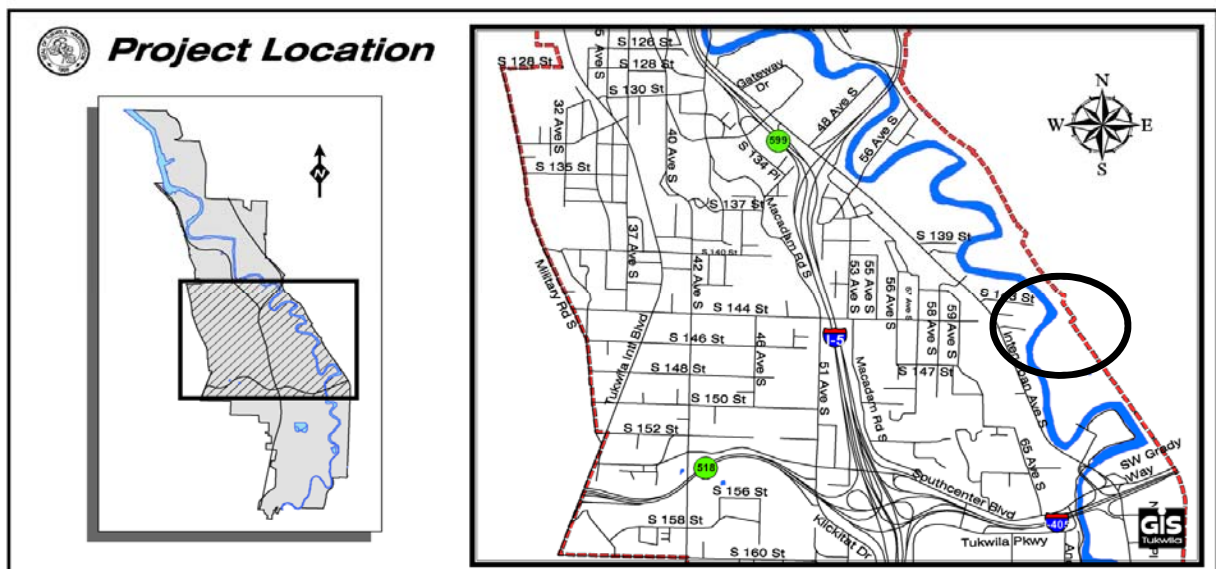 Project Location
N
S 126 St
S 128 St
S 128 St
S 130 St
Gateway
Dr
48 Ave S
56 Ave S
32 Ave S
40 Ave S
599
S 134 Pl
S 135 St
S 137 St
Macadam Rd S
37 Ave S
S 139 St
S 140 St
42 Ave S
Military Rd S
53 Ave S
55 Ave S
56 Ave S
57 Ave S
58 Ave S
59 Ave S
S 144 St
Tukwila Intl Blvd
S 146 St
46 Ave S
I-5
S 147 St
S 148 St
51 Ave S
Macadam Rd S
S 150 St
S 152 St
65 Ave S
SW Grady
Way
518
Southcenter Blvd
S 156 St
S 158 St
Klickitat Dr
Tukwila Pkwy
S 160 St
N
W
E
S
GIS
Tukwila